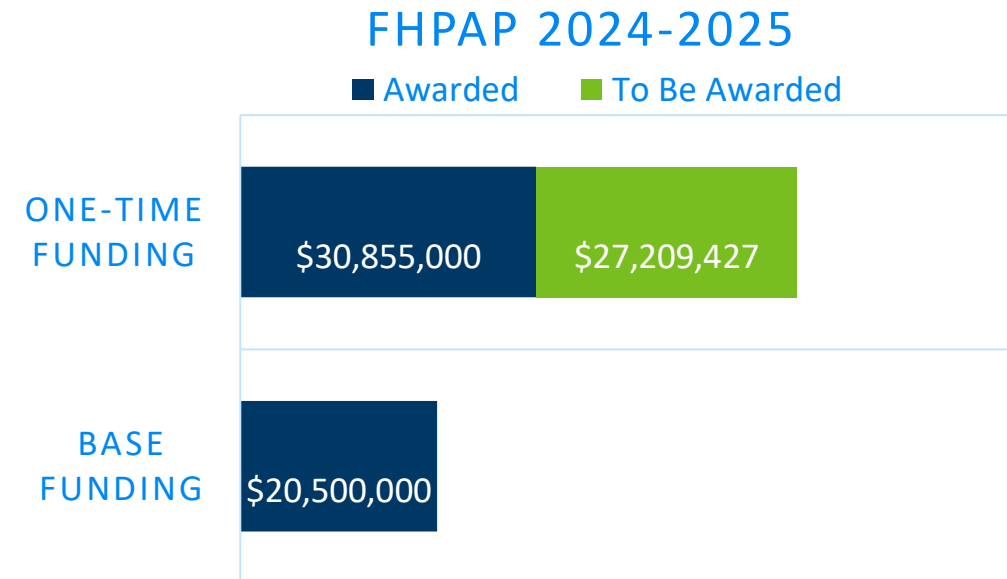 FHPAP 2024-2025
Awarded To Be Awarded
ONE-TIME
FUNDING
$30,855,000 $27,209,427
BASE
FUNDING
$20,500,000